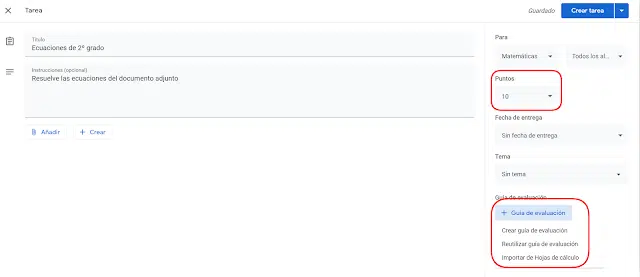 Tarea
Guardado
Crear tarea
Título
Ecuaciones de 2º grado
Instrucciones (opcional)
Resuelve las ecuaciones del documento adjunto
Añadir
Crear
Para
Matemáticas
Todos los al...
Puntos
10
Fecha de entrega
Sin fecha de entrega
Tema
Sin tema
Guía de evaluación
+ Guía de evaluación
Crear guía de evaluación
Reutilizar guía de evaluación
Importar de Hojas de cálculo